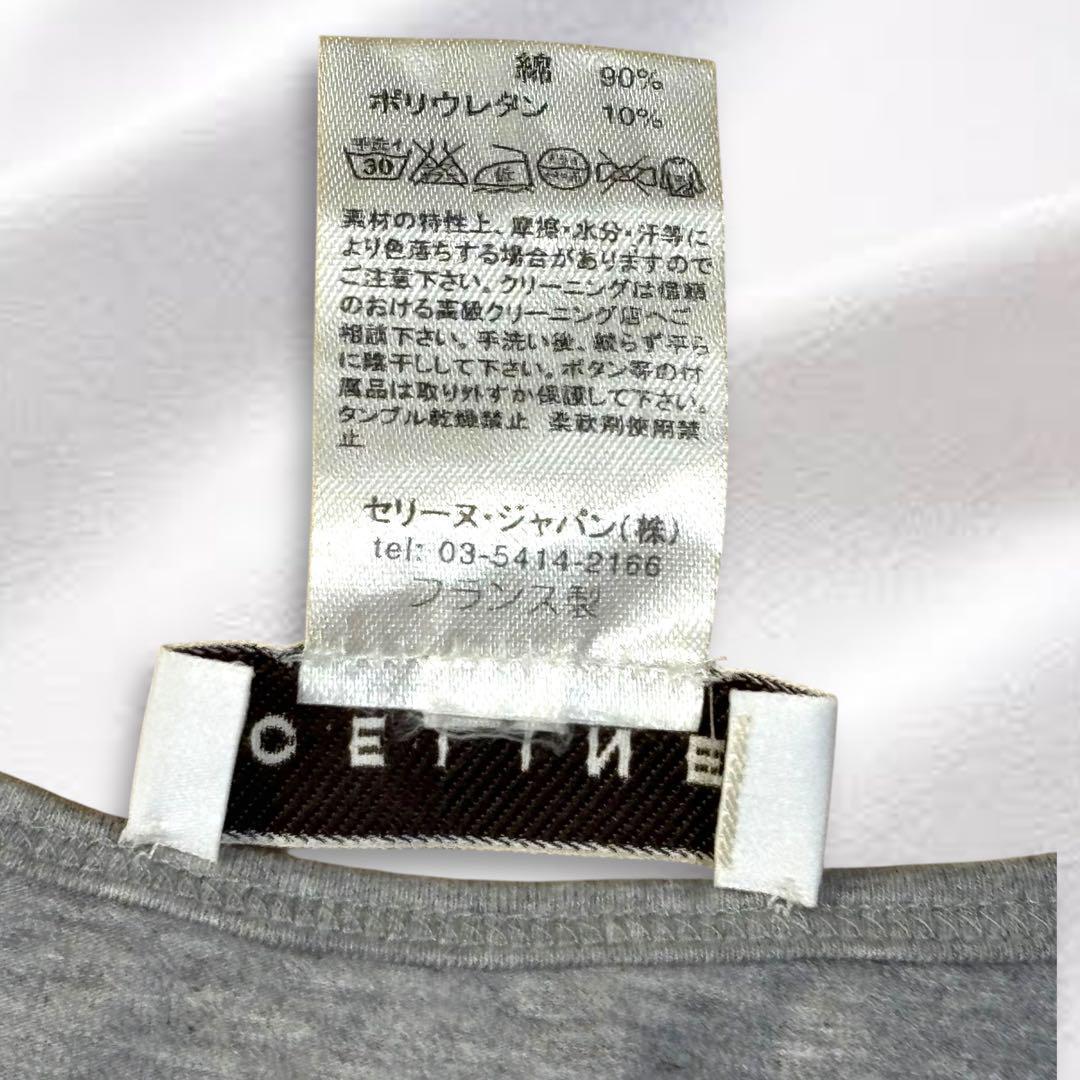 綿 90%
ポリウレタン 10%
手洗イ
30
低
素材の特性上、摩擦・水分・汗等に
より色落ちする場合がありますので
ご注意下さい。クリーニングは信頼
のおける高級クリーニング店へご
相談下さい。手洗い後、絞らず平ら
に陰干しして下さい。ボタン等の付
属品は取り外すか保護して下さい。
タンブル乾燥禁止 柔軟剤使用禁
止
セリーヌ・ジャパン(株)
tel: 03-5414-2166
フランス製
CELINE